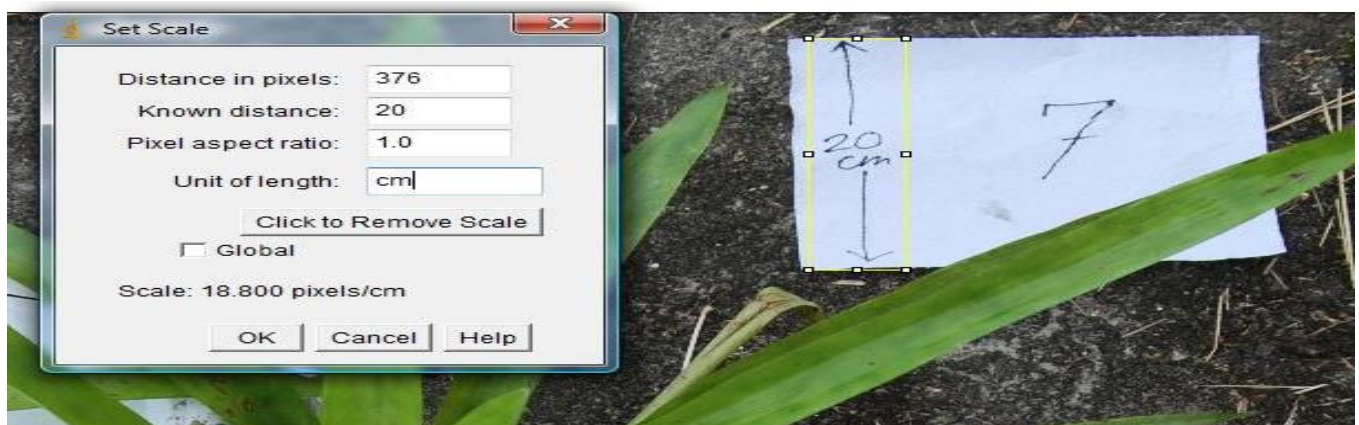 Set Scale
Distance in pixels: 376
Known distance: 20
Pixel aspect ratio: 1.0
Unit of length: cm
Click to Remove Scale
Global
Scale: 18.800 pixels/cm
OK Cancel Help
20
cm
7